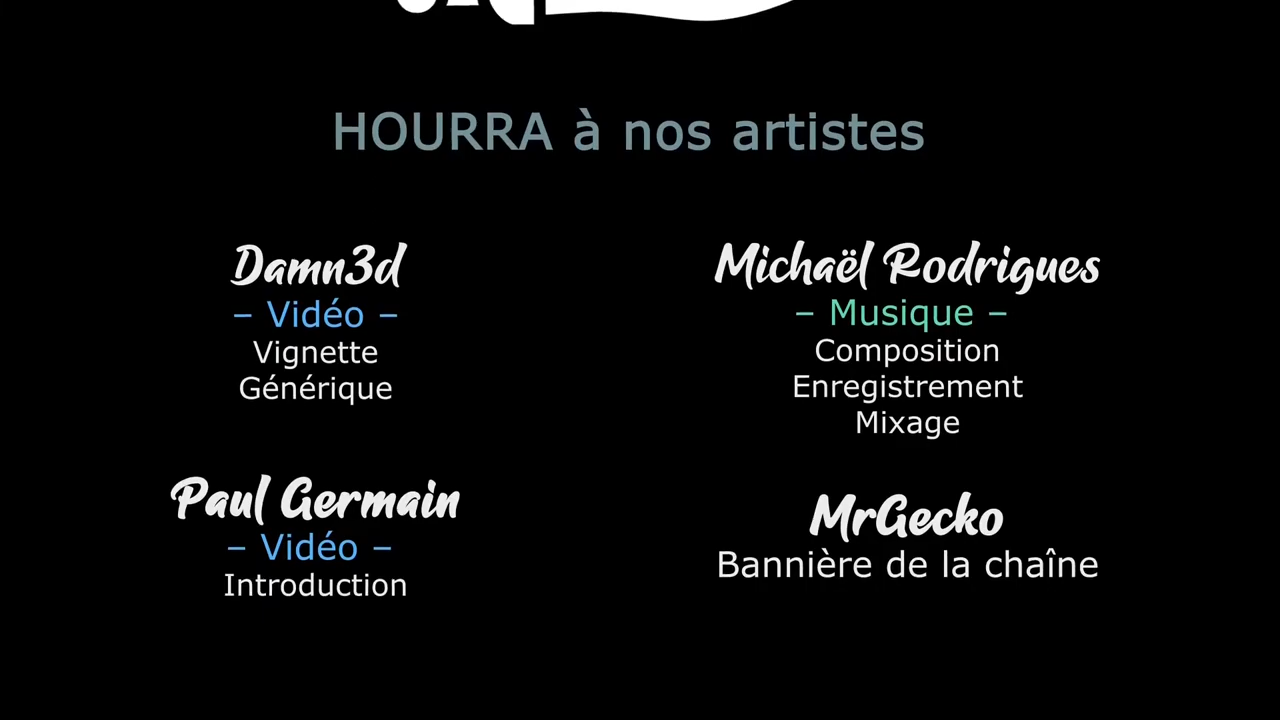 HOURRA à nos artistes
Damn3d
– Vidéo –
Vignette
Générique
Michaël Rodrigues
– Musique –
Composition
Enregistrement
Mixage
Paul Germain
– Vidéo –
Introduction
MrGecko
Bannière de la chaîne